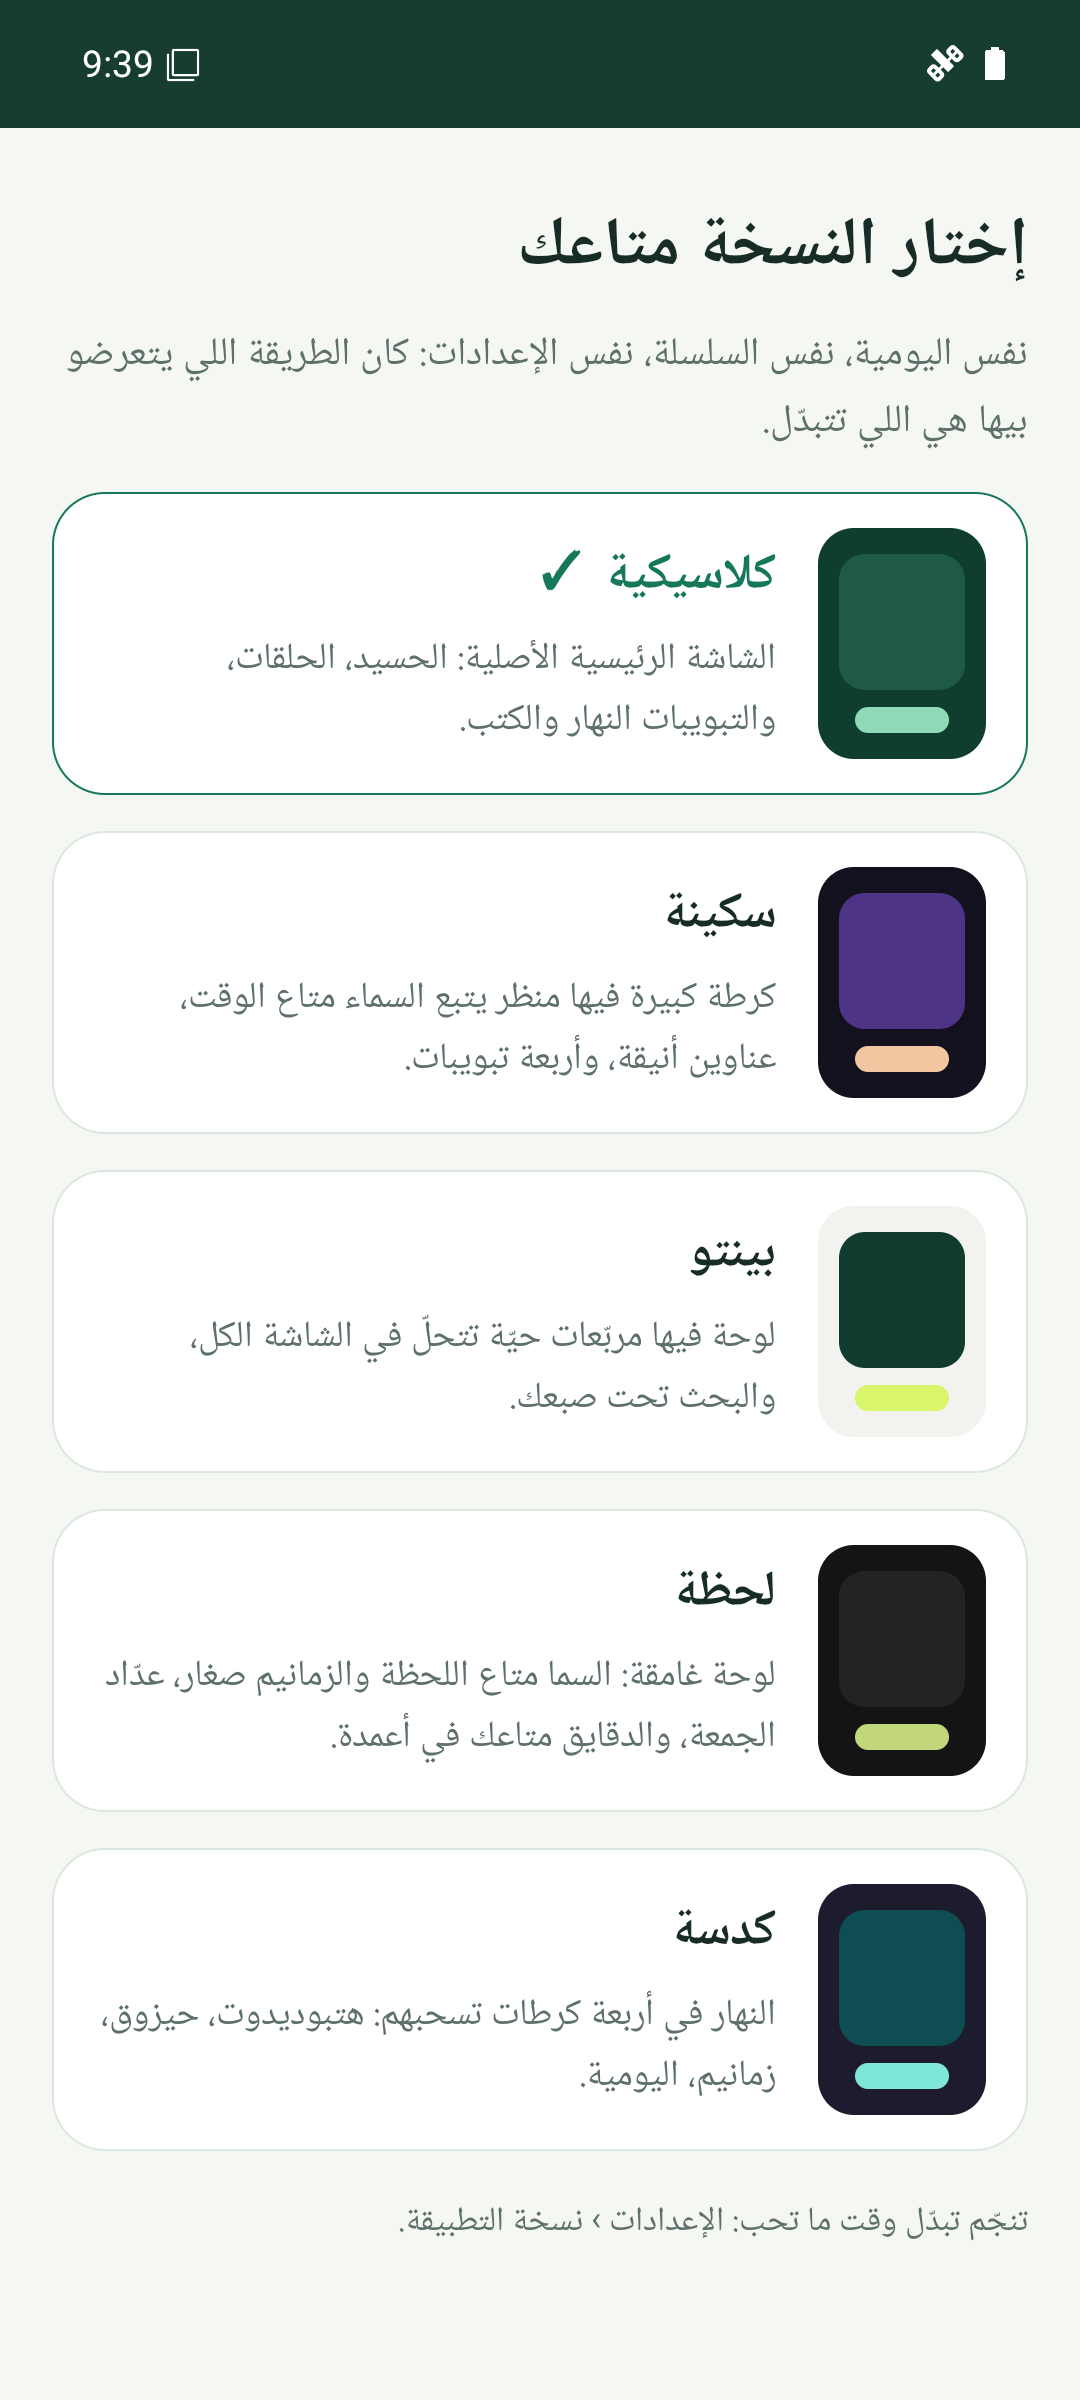 9:39
إختار النسخة متاعك
نفس اليومية، نفس السلسلة، نفس الإعدادات: كان الطريقة اللي يتعرضو
بيها هي اللي تتبدّل.
كلاسيكية ✓
الشاشة الرئيسية الأصلية: الحسيد، الحلقات،
والتبويبات النهار والكتب.
سكينة
كرطة كبيرة فيها منظر يتبع السماء متاع الوقت،
عناوين أنيقة، وأربعة تبويبات.
بينتو
لوحة فيها مربّعات حيّة تتحلّ في الشاشة الكل،
والبحث تحت صبعك.
لحظة
لوحة غامقة: السما متاع اللحظة والزمانيم صغار، عدّاد
الجمعة، والدقايق متاعك في أعمدة.
كدسة
النهار في أربعة كرطات تسحبهم: هتبوديدوت، حيزوق،
زمانيم، اليومية.
تنجّم تبدّل وقت ما تحب: الإعدادات › نسخة التطبيقة.